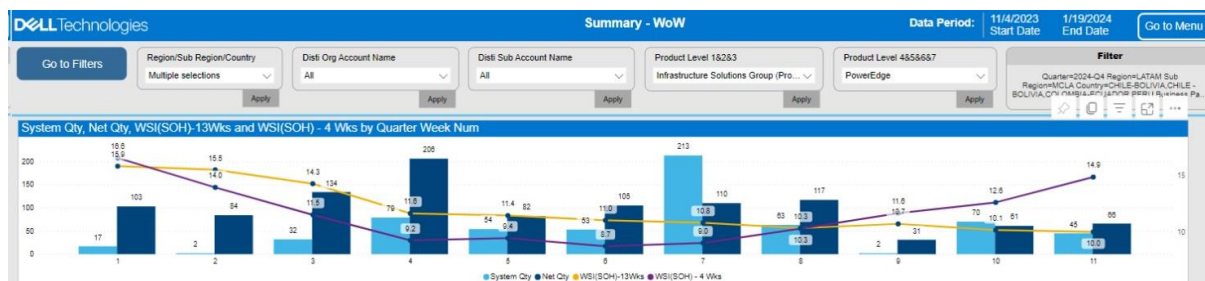 DELLTechnologies
Summary - WoW
Data Period:
11/4/2023
Start Date
1/19/2024
End Date
Go to Menu
Go to Filters
Region/Sub Region/Country
Multiple selections
Apply
Disti Org Account Name
All
Apply
Disti Sub Account Name
All
Apply
Product Level 1&2&3
Infrastructure Solutions Group (Pro...
Apply
Product Level 4&5&6&7
PowerEdge
Apply
Filter
Quarter=2024-Q4 Region=LATAM Sub
Region=MCLA Country=CHILE-BOLIVIA,CHILE -
BOLIVIA,COLOMBIA-ECUADOR,PERU Business Pa...
System Qty, Net Qty, WSI(SOH)-13Wks and WSI(SOH) - 4 Wks by Quarter Week Num
200
150
100
50
0
15
10
17 103 15.9
2 84 15.5 14.0
32 134 14.3 11.5
79 206 11.6 9.2
54 82 11.4 9.4
53 105 11.0 8.7
213 110 10.8 9.0
63 117 10.3 10.3
2 31 11.6 10.7
70 61 12.6 10.1
45 66 14.9 10.0
1 2 3 4 5 6 7 8 9 10 11
System Qty Net Qty WSI(SOH)-13Wks WSI(SOH) - 4 Wks